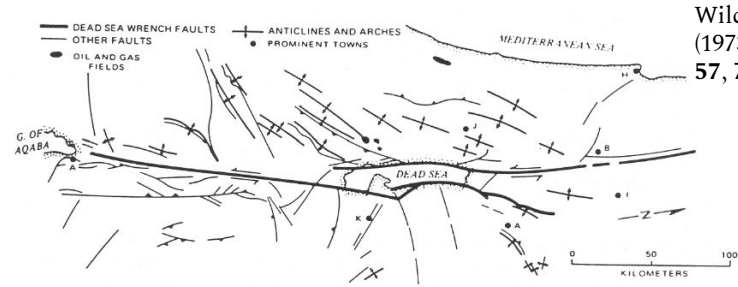 DEAD SEA WRENCH FAULTS
OTHER FAULTS
OIL AND GAS
FIELDS
ANTICLINES AND ARCHES
PROMINENT TOWNS
MEDITERRANEAN SEA
H
Wilc
(1973
57, 7
G. OF
AQABA
A
J
B
DEAD SEA
I
K
A
N
0 50 100
KILOMETERS